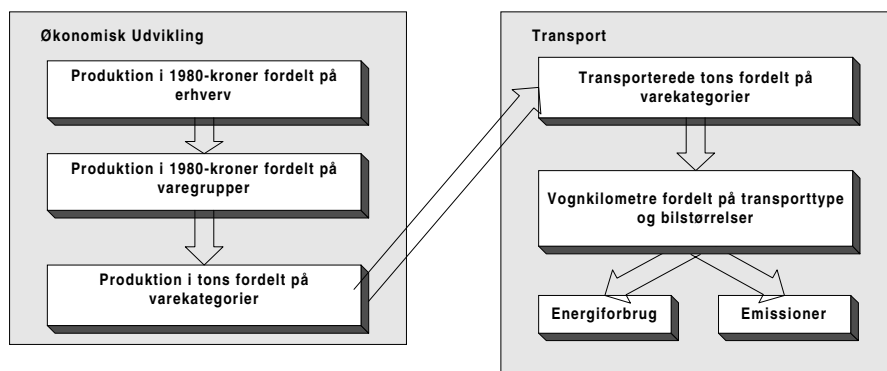 Økonomisk Udvikling
Produktion i 1980-kroner fordelt på
erhverv
Produktion i 1980-kroner fordelt på
varegrupper
Produktion i tons fordelt på
varekategorier
Transport
Transporterede tons fordelt på
varekategorier
Vognkilometre fordelt på transporttype
og bilstørrelser
Energiforbrug
Emissioner